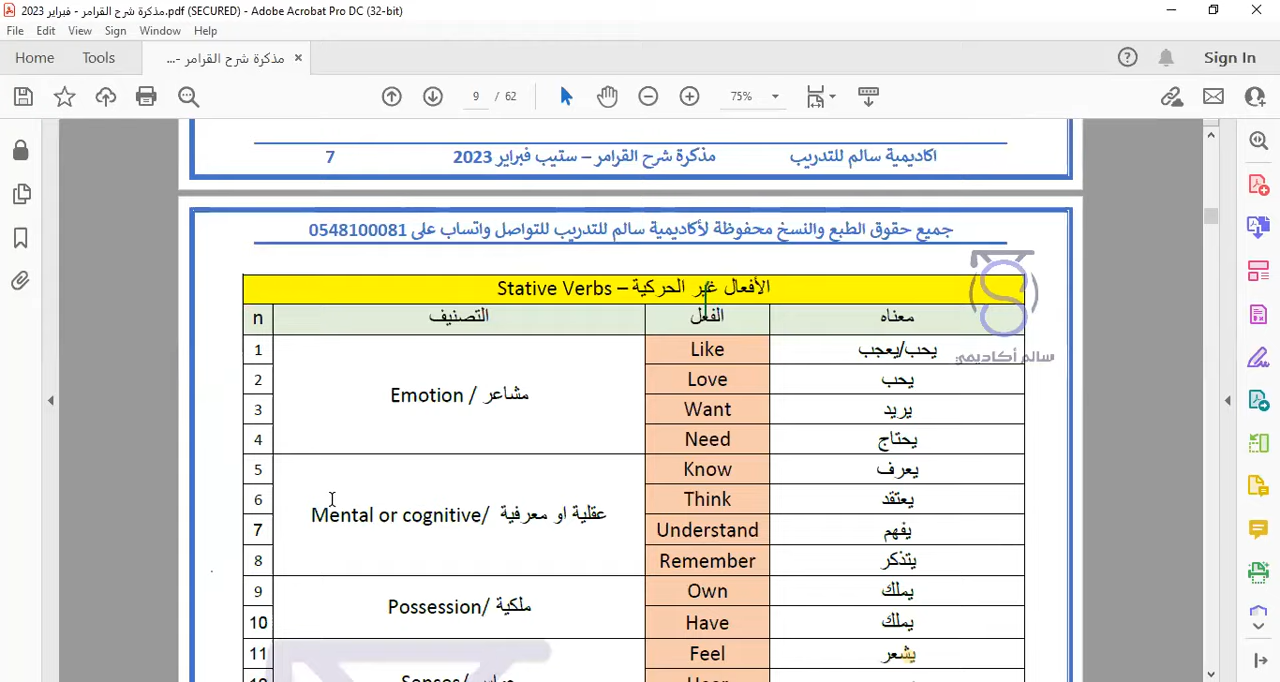 مذكرة شرح القرامر - فبراير 2023.pdf (SECURED) - Adobe Acrobat Pro DC (32-bit)
File Edit View Sign Window Help
Home Tools مذكرة شرح القرامر -... × Sign In
9 / 62 75%
اكاديمية سالم للتدريب مذكرة شرح القرامر – ستيب فبراير 2023 7
جميع حقوق الطبع والنسخ محفوظة لأكاديمية سالم للتدريب للتواصل واتساب على 0548100081
الأفعال غير الحركية – Stative Verbs
n التصنيف الفعل معناه
1 Like يحب/يعجب
سالم أكاديمي
2 Love يحب
Emotion / مشاعر
3 Want يريد
4 Need يحتاج
5 Know يعرف
6 Think يعتقد
Mental or cognitive/ عقلية او معرفية
7 Understand يفهم
8 Remember يتذكر
9 Own يملك
Possession/ ملكية
10 Have يملك
11 Feel يشعر
Senses/ حواس
12 Hear